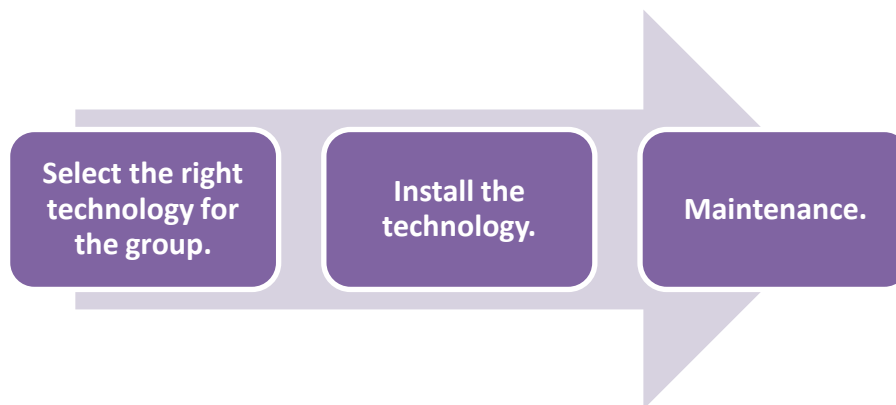 Select the right
technology for
the group.
Install the
technology.
Maintenance.